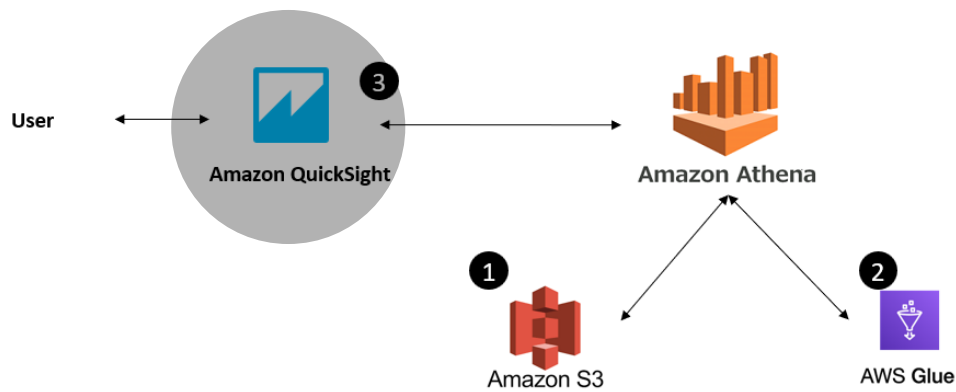 3
User
Amazon QuickSight
Amazon Athena
1
2
Amazon S3
AWS Glue